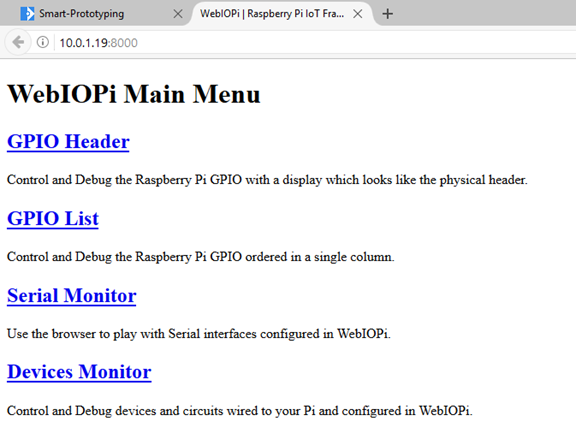 Smart-Prototyping
WebIOPi | Raspberry Pi IoT Fra...
10.0.1.19:8000
WebIOPi Main Menu
GPIO Header
Control and Debug the Raspberry Pi GPIO with a display which looks like the physical header.
GPIO List
Control and Debug the Raspberry Pi GPIO ordered in a single column.
Serial Monitor
Use the browser to play with Serial interfaces configured in WebIOPi.
Devices Monitor
Control and Debug devices and circuits wired to your Pi and configured in WebIOPi.